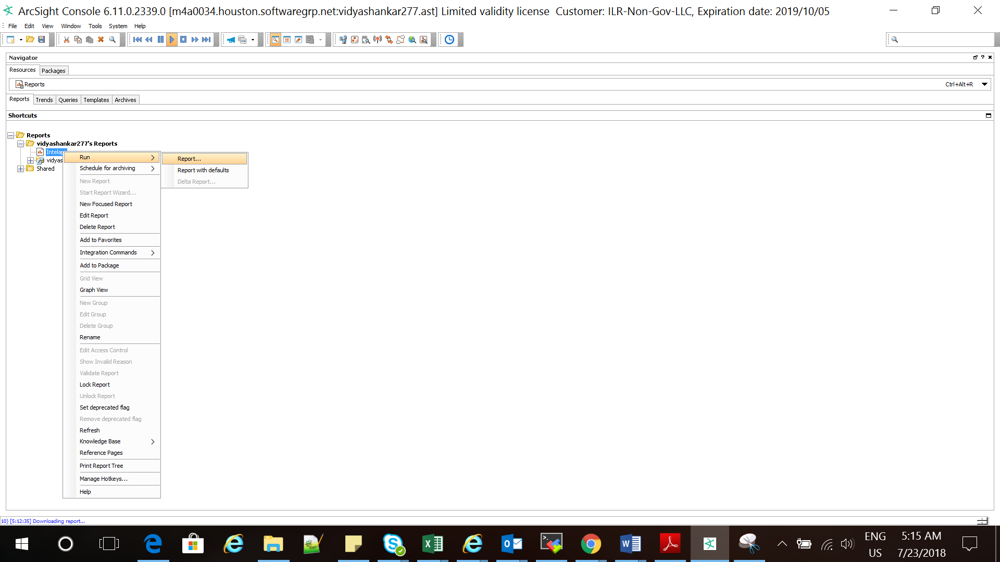 ArcSight Console 6.11.0.2339.0 [m4a0034.houston.softwaregrp.net:vidyashankar277.ast] Limited validity license  Customer: ILR-Non-Gov-LLC, Expiration date: 2019/10/05
File Edit View Window Tools System Help
Navigator
Resources Packages
Reports Ctrl+Alt+R
Reports Trends Queries Templates Archives
Shortcuts
Reports
vidyashankar277's Reports
vidyas
Shared
Run
Schedule for archiving
New Report
Start Report Wizard...
New Focused Report
Edit Report
Delete Report
Add to Favorites
Integration Commands
Add to Package
Grid View
Graph View
New Group
Edit Group
Delete Group
Rename
Edit Access Control
Show Invalid Reason
Validate Report
Lock Report
Unlock Report
Set deprecated flag
Remove deprecated flag
Refresh
Knowledge Base
Reference Pages
Print Report Tree
Manage Hotkeys...
Help
Report...
Report with defaults
Delta Report...
10) [5:12:35] Downloading report...
ENG
US
5:15 AM
7/23/2018